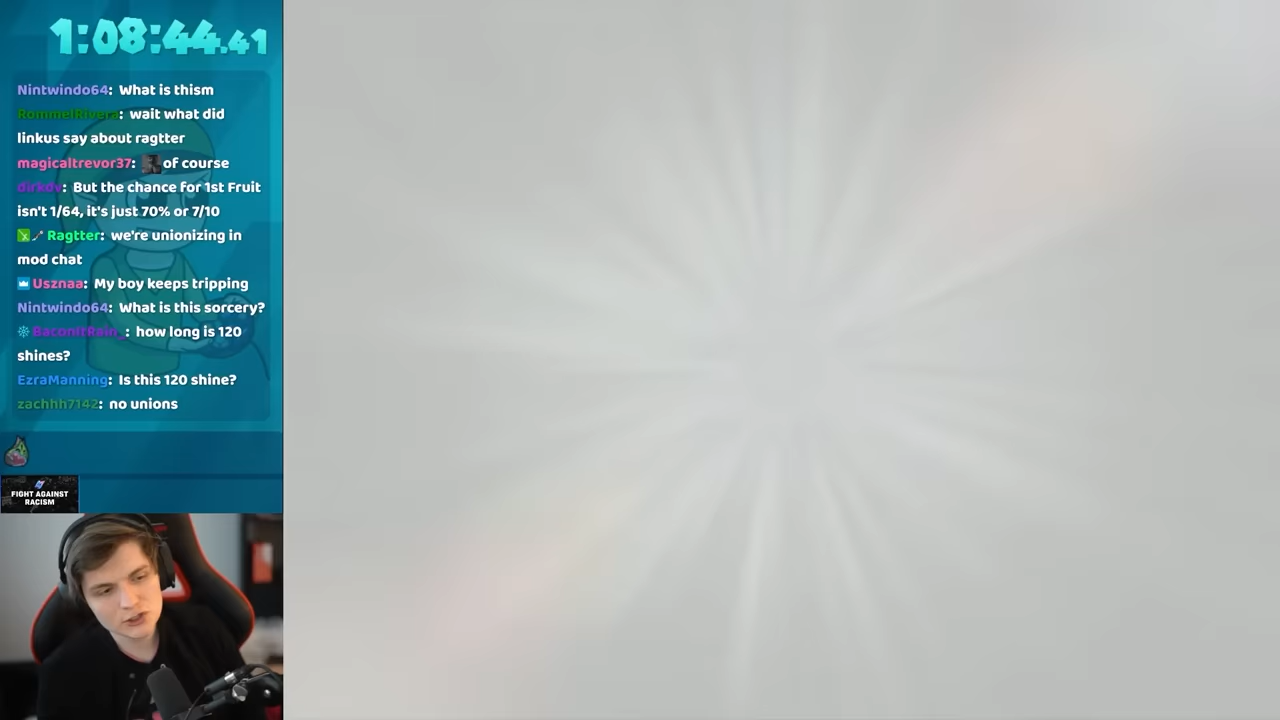 1:08:44.41
Nintwindo64: What is thism
RommelRivera: wait what did
linkus say about ragtter
magicaltrevor37: of course
dirkdv: But the chance for 1st Fruit
isn't 1/64, it's just 70% or 7/10
Ragtter: we're unionizing in
mod chat
Usznaa: My boy keeps tripping
Nintwindo64: What is this sorcery?
BaconItRain_: how long is 120
shines?
EzraManning: Is this 120 shine?
zachhh7142: no unions
FIGHT AGAINST
RACISM